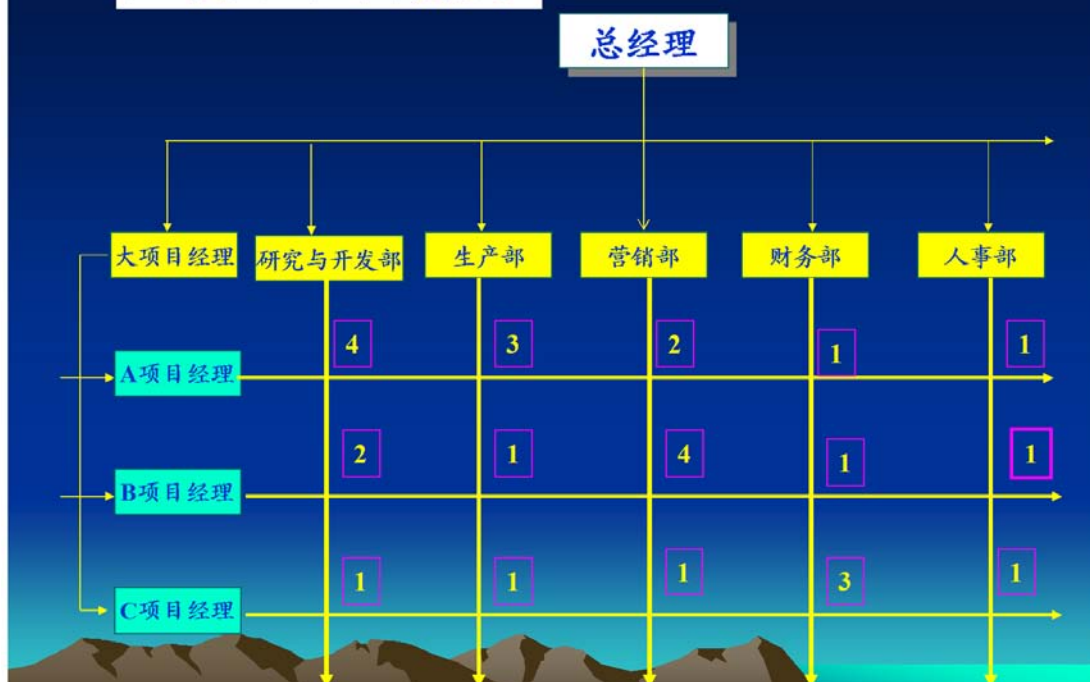 总经理
大项目经理 研究与开发部 生产部 营销部 财务部 人事部
4 3 2 1 1
A项目经理
2 1 4 1 1
B项目经理
1 1 1 3 1
C项目经理